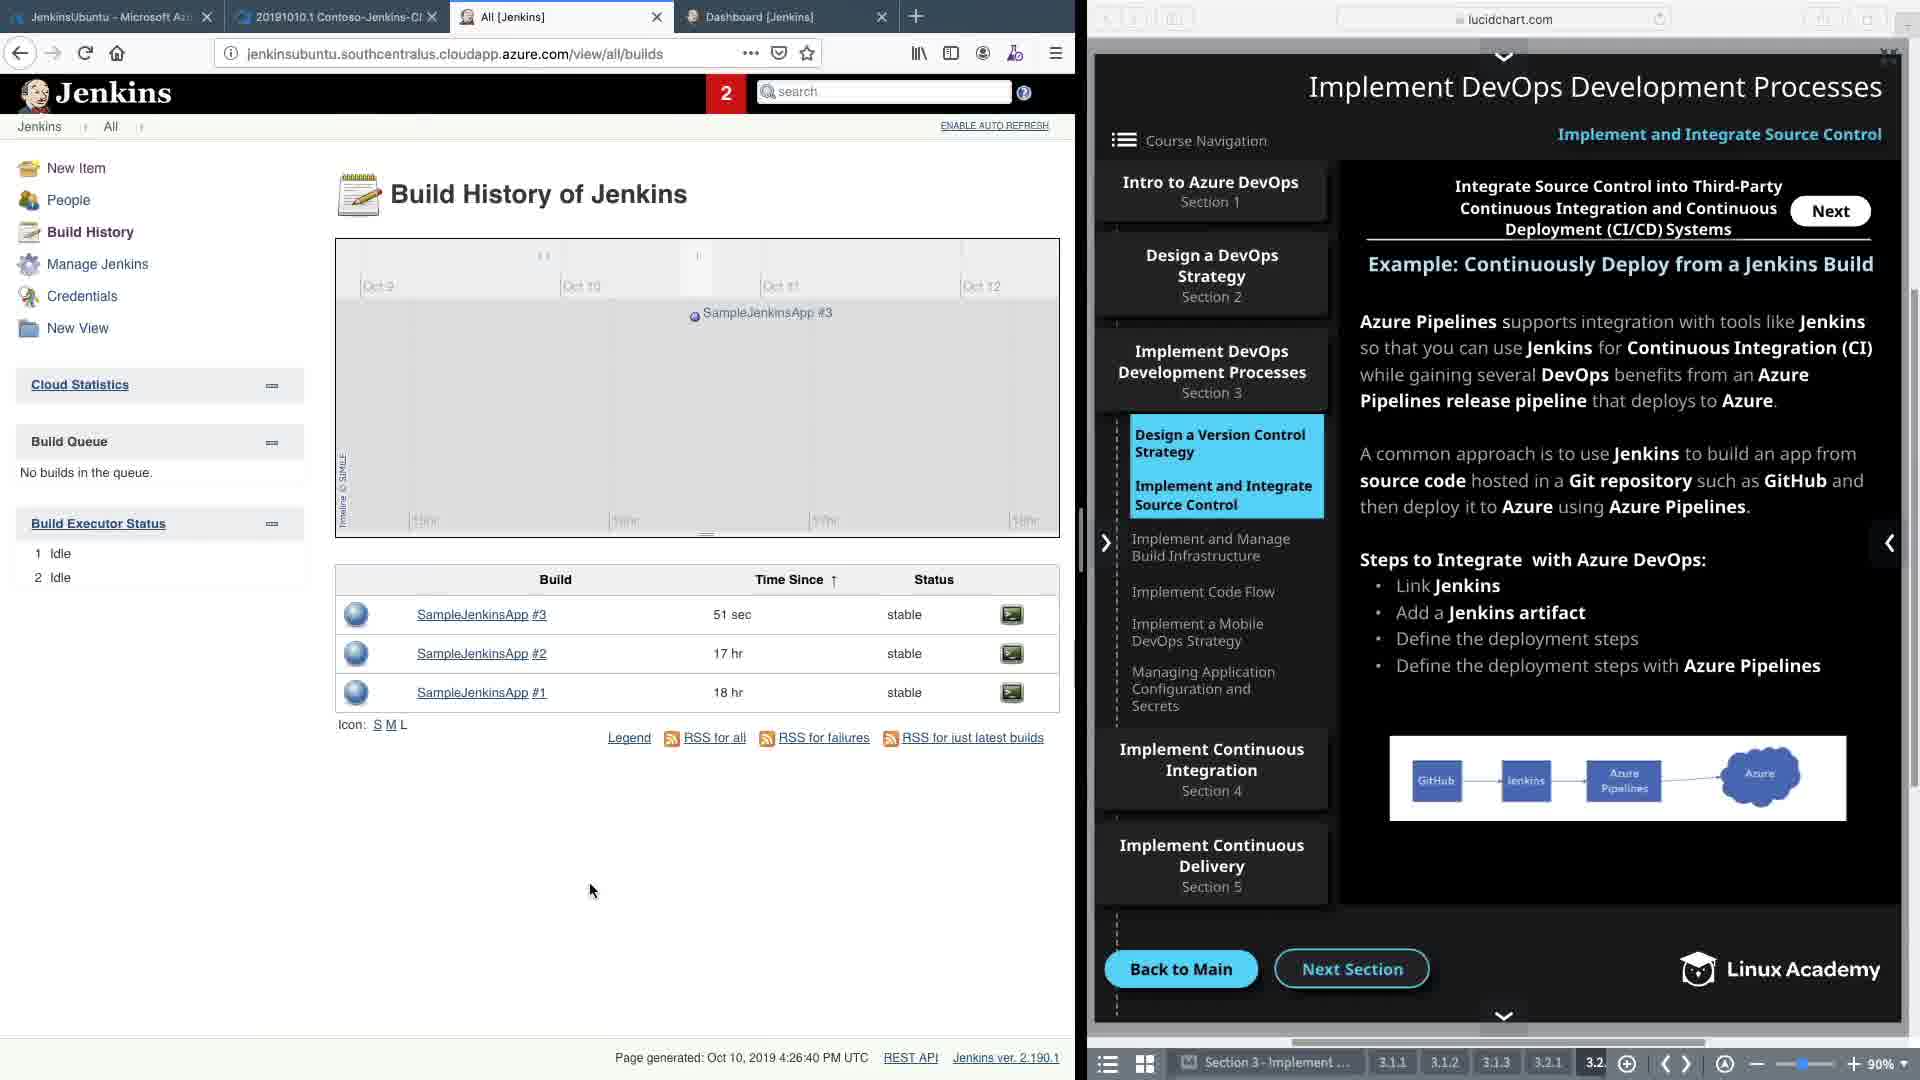 JenkinsUbuntu - Microsoft Az
20191010.1 Contoso-Jenkins-CI
All [Jenkins]
Dashboard [Jenkins]
jenkinsubuntu.southcentralus.cloudapp.azure.com/view/all/builds
Jenkins
2
search
Jenkins
All
ENABLE AUTO REFRESH
New Item
People
Build History
Manage Jenkins
Credentials
New View
Cloud Statistics
Build Queue
No builds in the queue.
Build Executor Status
1 Idle
2 Idle
Build History of Jenkins
Oct 9
Oct 10
Oct 11
Oct 12
SampleJenkinsApp #3
Timeline © SIMILE
17hr
18hr
Build Time Since ↑ Status
SampleJenkinsApp #3 51 sec stable
SampleJenkinsApp #2 17 hr stable
SampleJenkinsApp #1 18 hr stable
Icon: S M L
Legend RSS for all RSS for failures RSS for just latest builds
Page generated: Oct 10, 2019 4:26:40 PM UTC REST API Jenkins ver. 2.190.1
lucidchart.com
Implement DevOps Development Processes
Course Navigation
Implement and Integrate Source Control
Intro to Azure DevOps
Section 1
Design a DevOps
Strategy
Section 2
Implement DevOps
Development Processes
Section 3
Design a Version Control
Strategy
Implement and Integrate
Source Control
Implement and Manage
Build Infrastructure
Implement Code Flow
Implement a Mobile
DevOps Strategy
Managing Application
Configuration and
Secrets
Implement Continuous
Integration
Section 4
Implement Continuous
Delivery
Section 5
Integrate Source Control into Third-Party
Continuous Integration and Continuous
Deployment (CI/CD) Systems
Next
Example: Continuously Deploy from a Jenkins Build
Azure Pipelines supports integration with tools like Jenkins
so that you can use Jenkins for Continuous Integration (CI)
while gaining several DevOps benefits from an Azure
Pipelines release pipeline that deploys to Azure.
A common approach is to use Jenkins to build an app from
source code hosted in a Git repository such as GitHub and
then deploy it to Azure using Azure Pipelines.
Steps to Integrate with Azure DevOps:
• Link Jenkins
• Add a Jenkins artifact
• Define the deployment steps
• Define the deployment steps with Azure Pipelines
GitHub
Jenkins
Azure
Pipelines
Azure
Back to Main
Next Section
Linux Academy
Section 3 - Implement ...
3.1.1
3.1.2
3.1.3
3.2.1
3.2.
90%